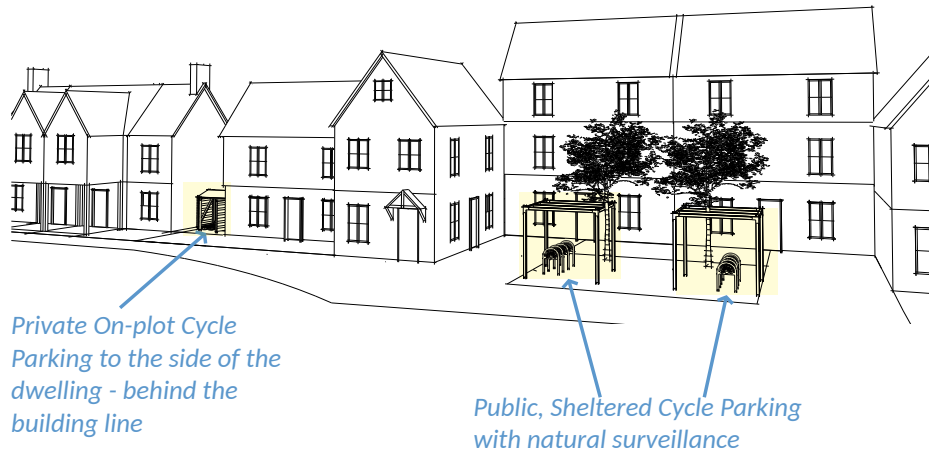 Private On-plot Cycle
Parking to the side of the
dwelling - behind the
building line
Public, Sheltered Cycle Parking
with natural surveillance